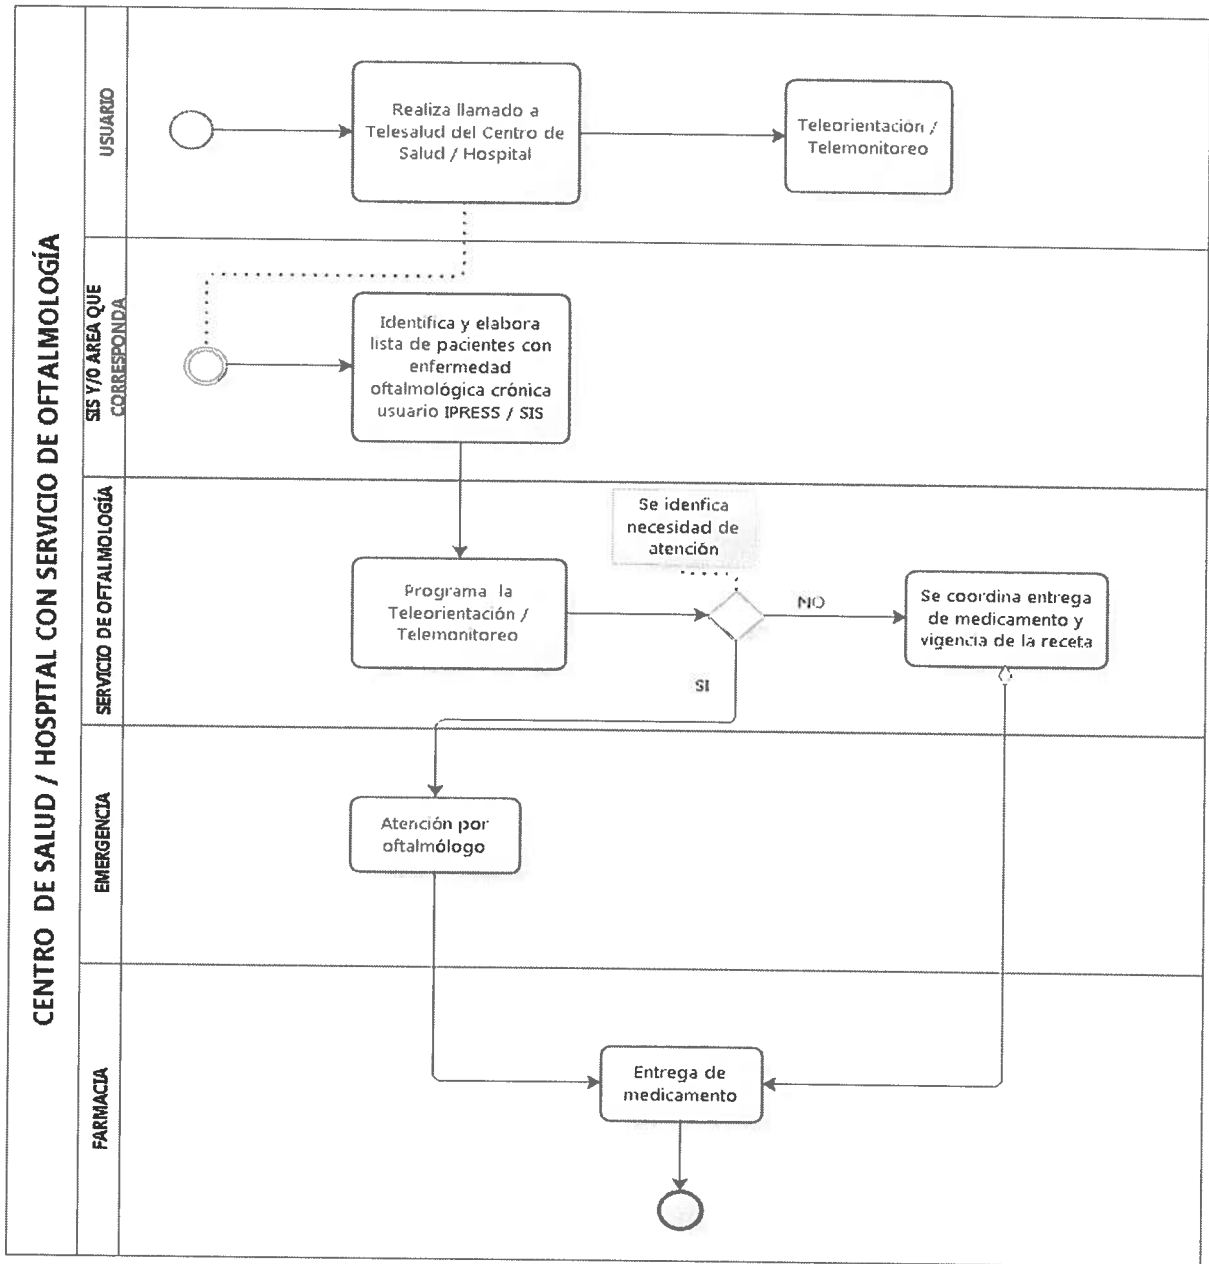 CENTRO DE SALUD / HOSPITAL CON SERVICIO DE OFTALMOLOGÍA
USUARIO
Realiza llamado a
Telesalud del Centro de
Salud / Hospital
Teleorientación /
Telemonitoreo
SIS Y/O AREA QUE
CORRESPONDA
Identifica y elabora
lista de pacientes con
enfermedad
oftalmológica crónica
usuario IPRESS / SIS
SERVICIO DE OFTALMOLOGÍA
Programa la
Teleorientación /
Telemonitoreo
Se idenfica
necesidad de
atención
NO
SI
Se coordina entrega
de medicamento y
vigencia de la receta
EMERGENCIA
Atención por
oftalmólogo
FARMACIA
Entrega de
medicamento